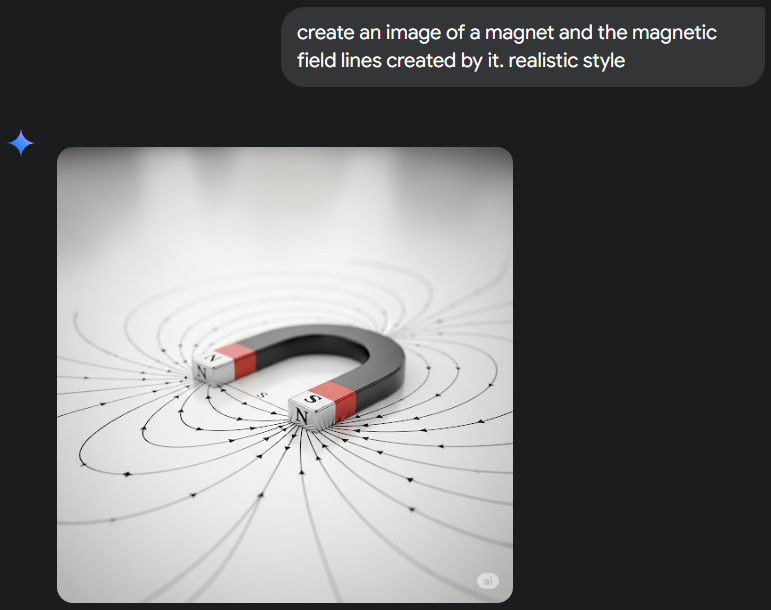 create an image of a magnet and the magnetic
field lines created by it. realistic style
N
N
S
S
N
ai